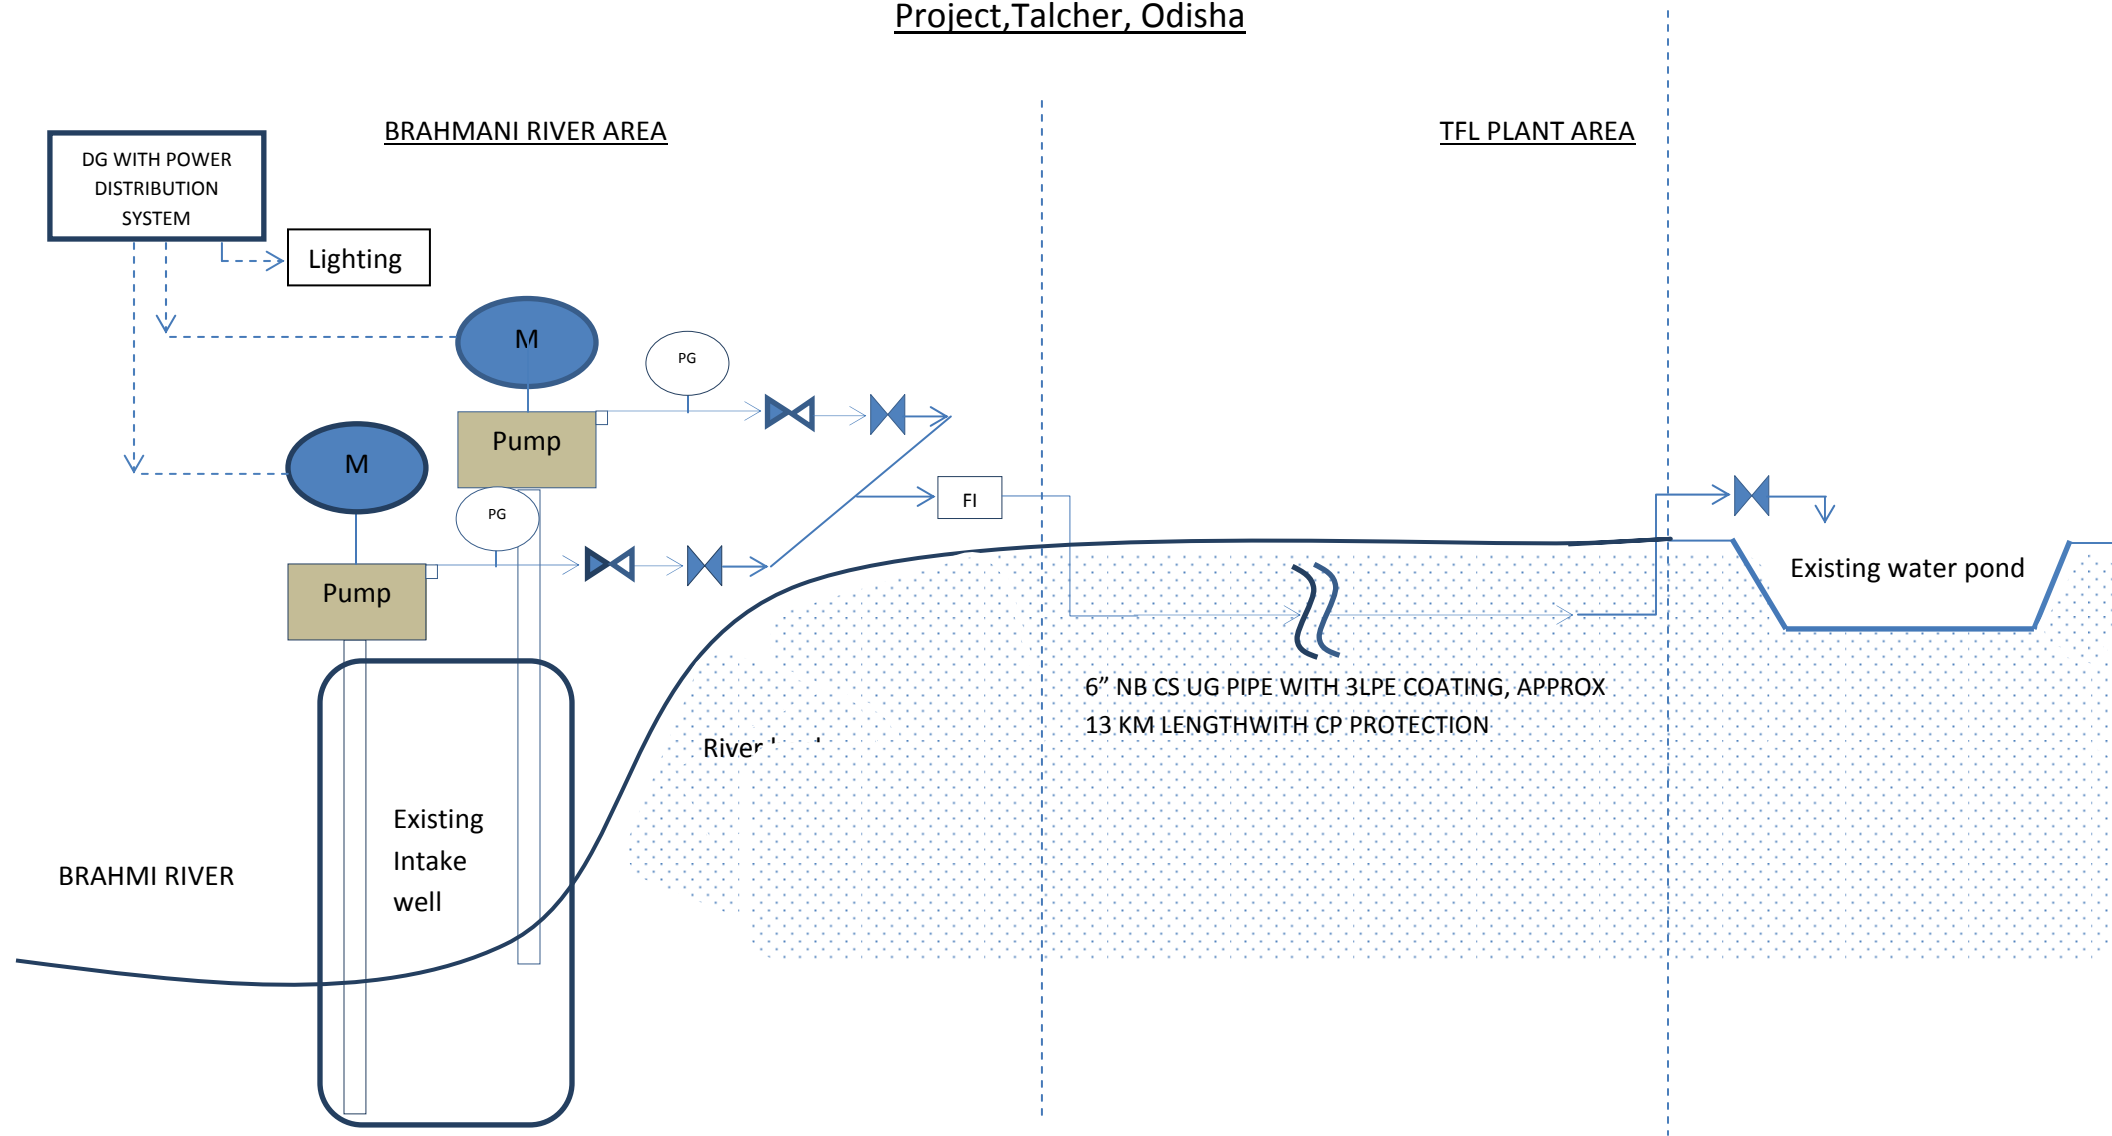 Project,Talcher, Odisha
BRAHMANI RIVER AREA
TFL PLANT AREA
DG WITH POWER
DISTRIBUTION
SYSTEM
Lighting
M
PG
Pump
M
PG
FI
Pump
Existing water pond
6” NB CS UG PIPE WITH 3LPE COATING, APPROX
13 KM LENGTHWITH CP PROTECTION
River
Existing
Intake
well
BRAHMI RIVER